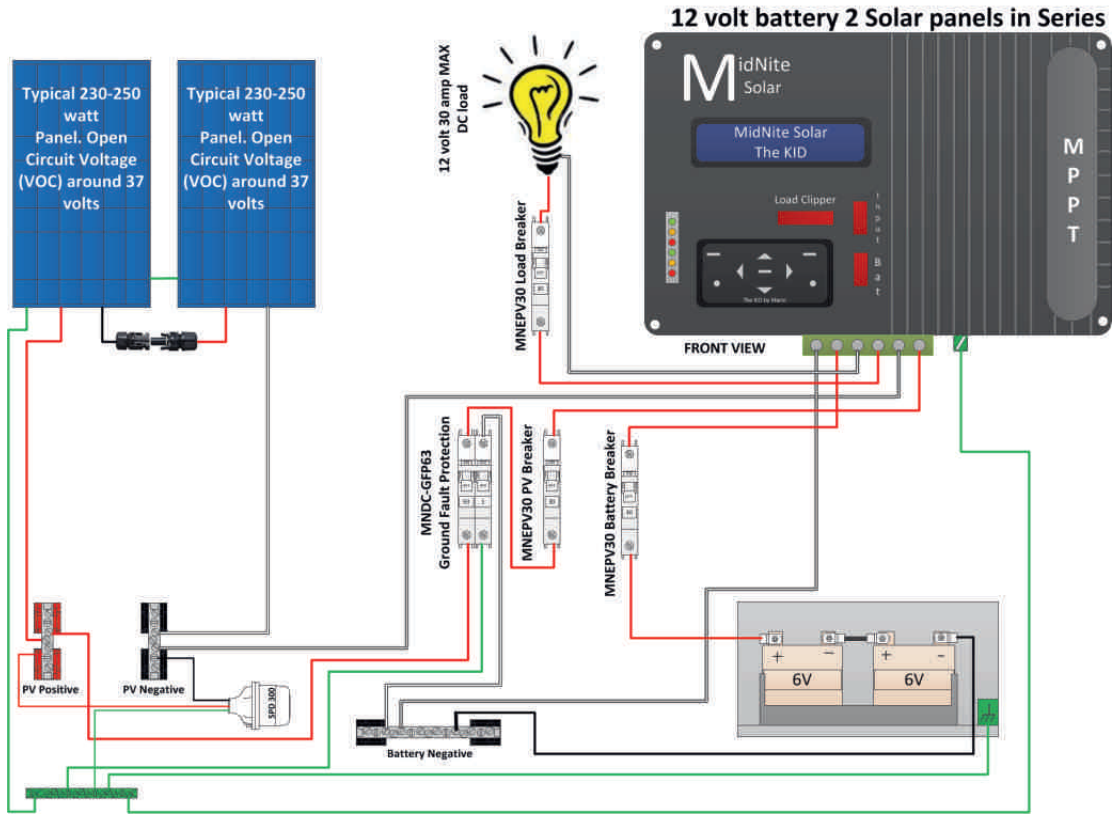 12 volt battery 2 Solar panels in Series
Typical 230-250
watt
Panel. Open
Circuit Voltage
(VOC) around 37
volts
Typical 230-250
watt
Panel. Open
Circuit Voltage
(VOC) around 37
volts
12 volt 30 amp MAX
DC load
MidNite
Solar
MidNite Solar
The KID
Load Clipper
Input
Bat
MPPT
The KID by Mario
FRONT VIEW
MNEPV30 Load Breaker
MNDC-GFP63
Ground Fault Protection
MNEPV30 PV Breaker
MNEPV30 Battery Breaker
PV Positive
PV Negative
SPD 300
Battery Negative
+ - + -
6V 6V